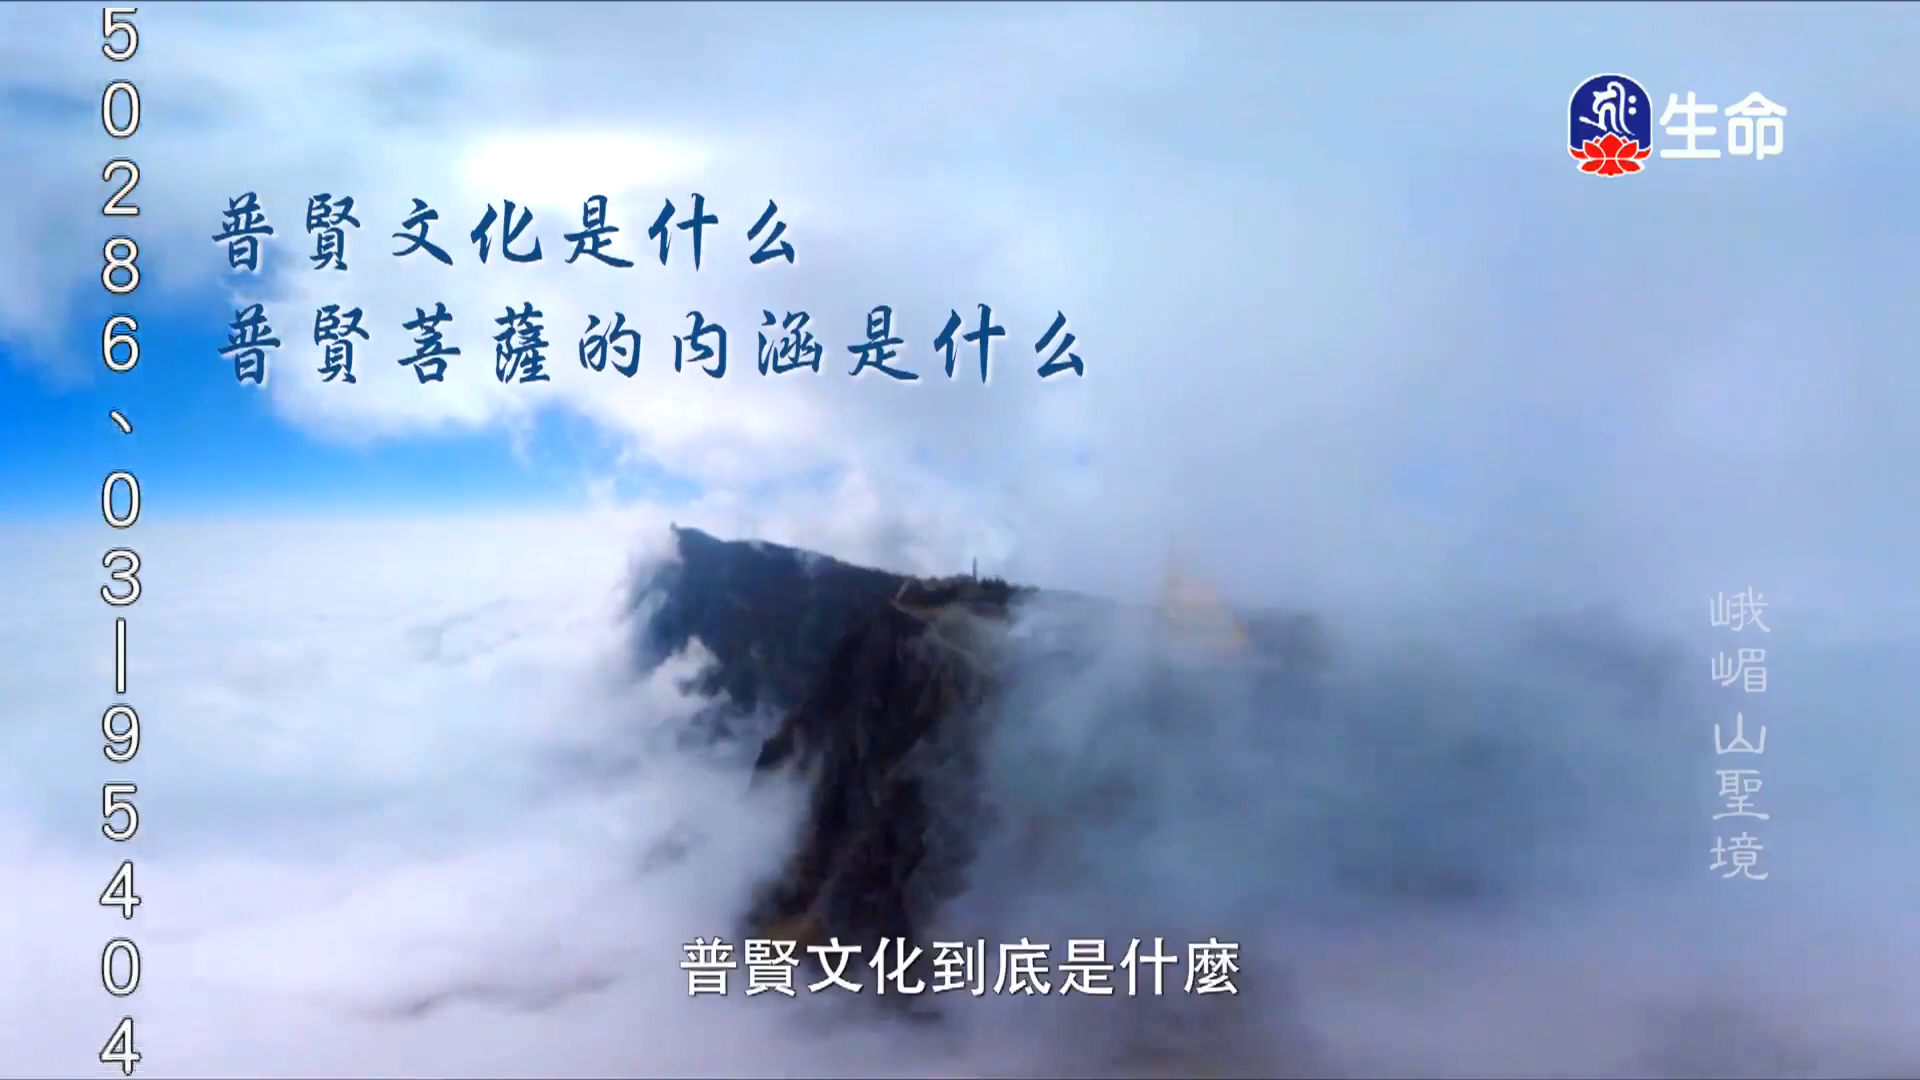 50286、03-95404
生命
普賢文化是什么
普賢菩薩的内涵是什么
峨嵋山聖境
普賢文化到底是什麼